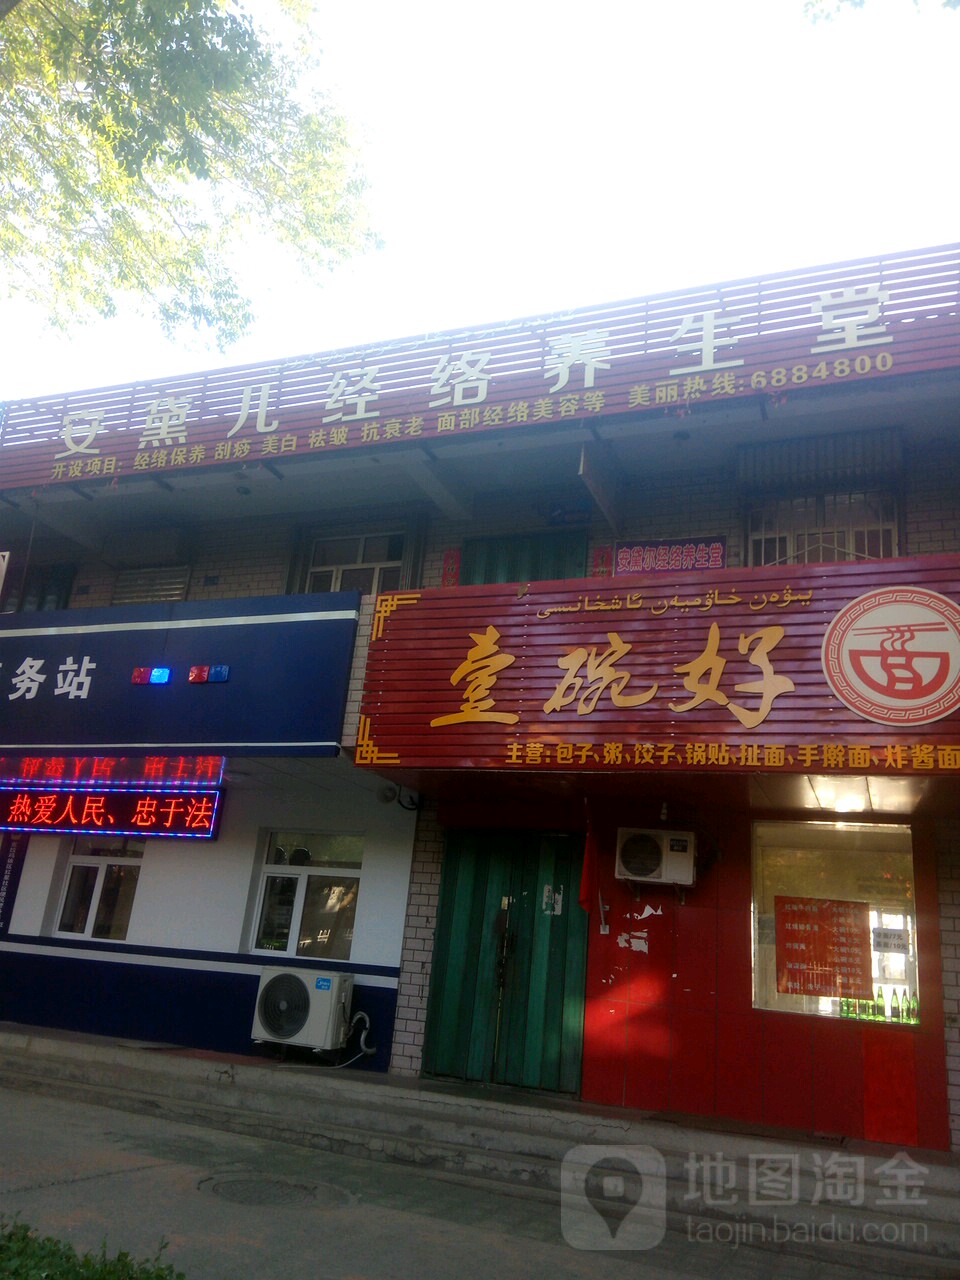 安黛儿经络养生堂
开设项目: 经络保养 刮痧 美白 祛皱 抗衰老 面部经络美容等 美丽热线:6884800
安黛尔经络养生堂
务站
热爱人民、忠于法
يىۋەن خاۋمىيەن ئاشخانىسى
壹碗好
主营:包子、粥、饺子、锅贴、扯面、手擀面、炸酱面
地图淘金
taojin.baidu.com